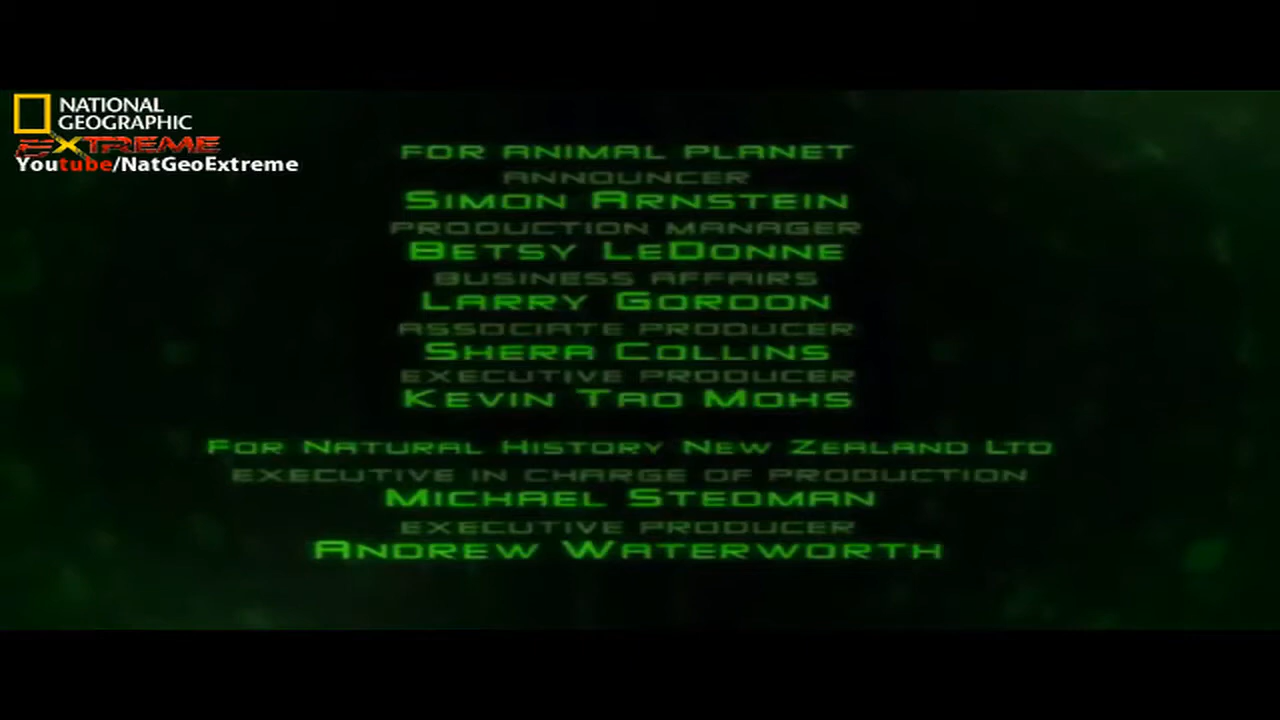 NATIONAL
GEOGRAPHIC
EXTREME
Youtube/NatGeoExtreme
FOR ANIMAL PLANET
ANNOUNCER
SIMON ARNSTEIN
PRODUCTION MANAGER
BETSY LEDONNE
BUSINESS AFFAIRS
LARRY GORDON
ASSOCIATE PRODUCER
SHERA COLLINS
EXECUTIVE PRODUCER
KEVIN TAO MOHS
FOR NATURAL HISTORY NEW ZEALAND LTD
EXECUTIVE IN CHARGE OF PRODUCTION
MICHAEL STEDMAN
EXECUTIVE PRODUCER
ANDREW WATERWORTH